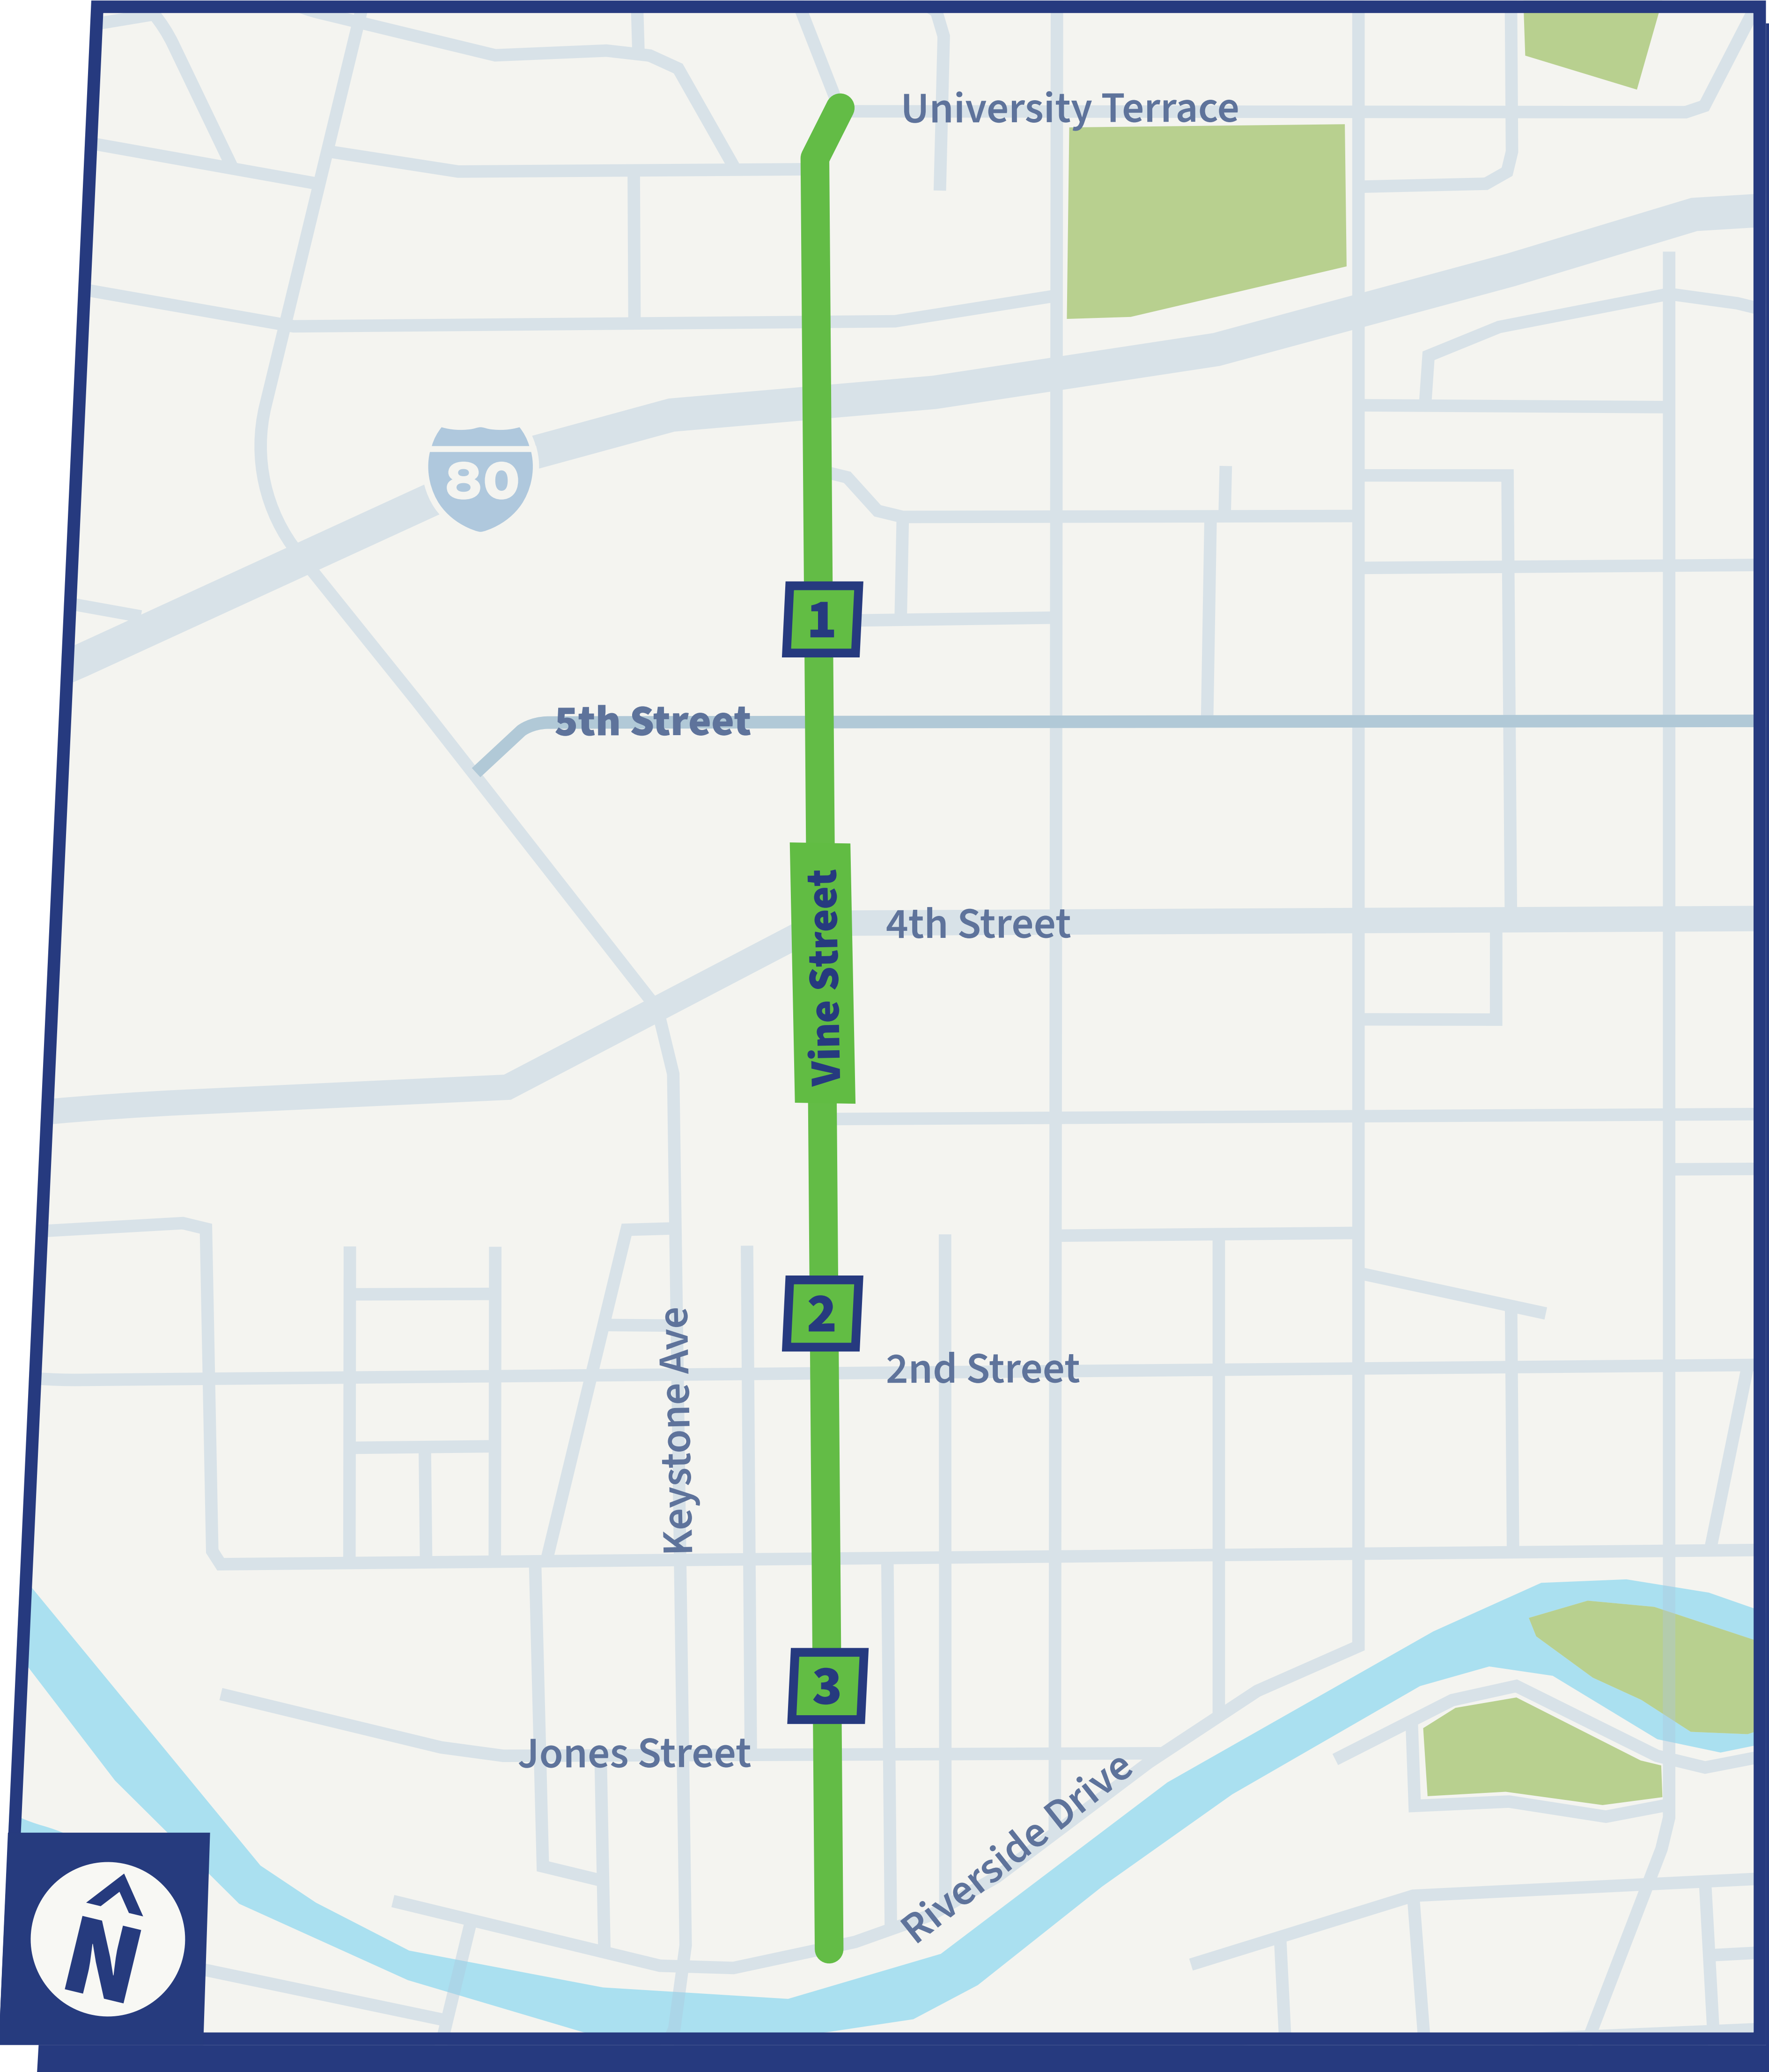 University Terrace
80
1
5th Street
Vine Street
4th Street
2
2nd Street
Keystone Ave
3
Jones Street
Riverside Drive
N